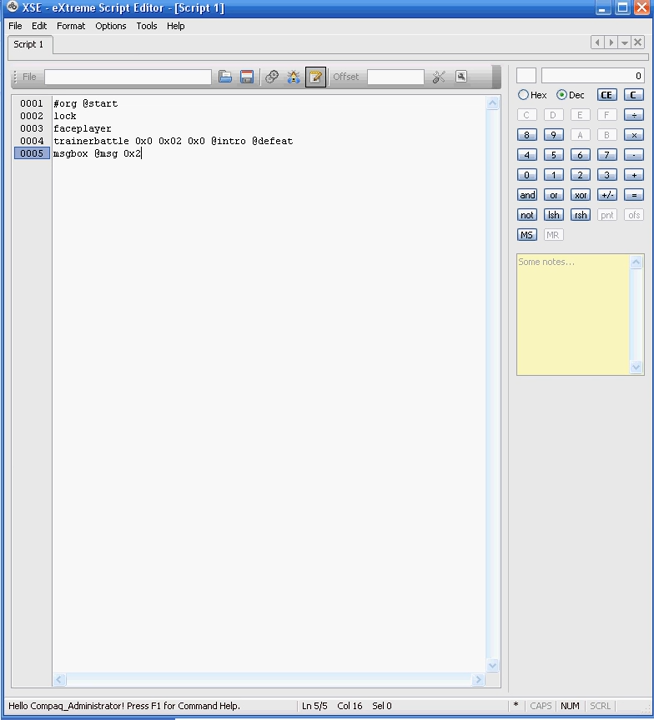 XSE - eXtreme Script Editor - [Script 1]
File Edit Format Options Tools Help
Script 1
File Offset
0
Hex Dec CE C
C D E F ÷
8 9 A B x
4 5 6 7 -
0 1 2 3 +
and or xor +/- =
not lsh rsh pnt ofs
MS MR
Some notes...
0001 #org @start
0002 lock
0003 faceplayer
0004 trainerbattle 0x0 0x02 0x0 @intro @defeat
0005 msgbox @msg 0x2
Hello Compaq_Administrator! Press F1 for Command Help. Ln 5/5 Col 16 Sel 0 * CAPS NUM SCRL